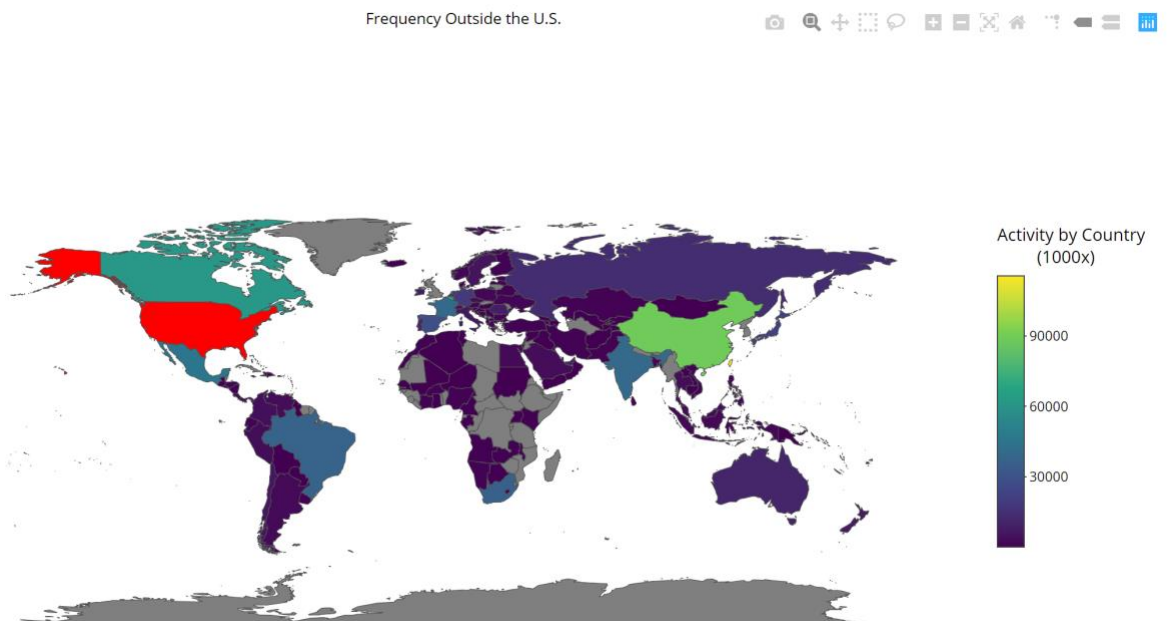 Frequency Outside the U.S.
Activity by Country
(1000x)
90000
60000
30000